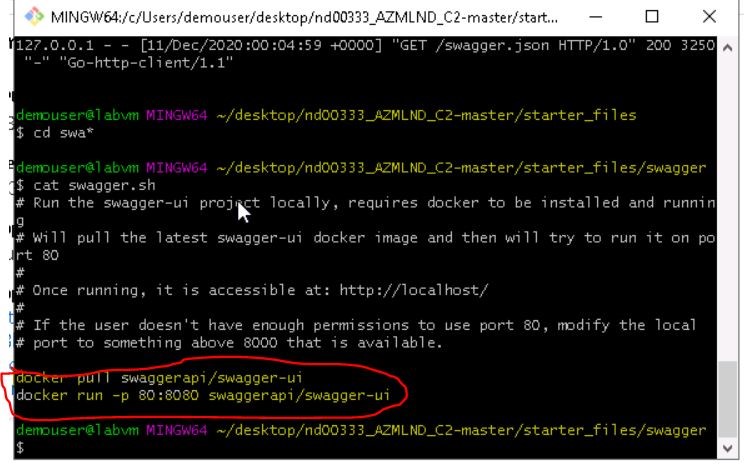 MINGW64:/c/Users/demouser/desktop/nd00333_AZMLND_C2-master/start...
127.0.0.1 - - [11/Dec/2020:00:04:59 +0000] "GET /swagger.json HTTP/1.0" 200 3250
"-" "Go-http-client/1.1"
demouser@labvm MINGW64 ~/desktop/nd00333_AZMLND_C2-master/starter_files
$ cd swa*
demouser@labvm MINGW64 ~/desktop/nd00333_AZMLND_C2-master/starter_files/swagger
$ cat swagger.sh
# Run the swagger-ui project locally, requires docker to be installed and runnin
g
# Will pull the latest swagger-ui docker image and then will try to run it on po
rt 80
#
# Once running, it is accessible at: http://localhost/
#
# If the user doesn't have enough permissions to use port 80, modify the local
# port to something above 8000 that is available.
docker pull swaggerapi/swagger-ui
docker run -p 80:8080 swaggerapi/swagger-ui
demouser@labvm MINGW64 ~/desktop/nd00333_AZMLND_C2-master/starter_files/swagger
$